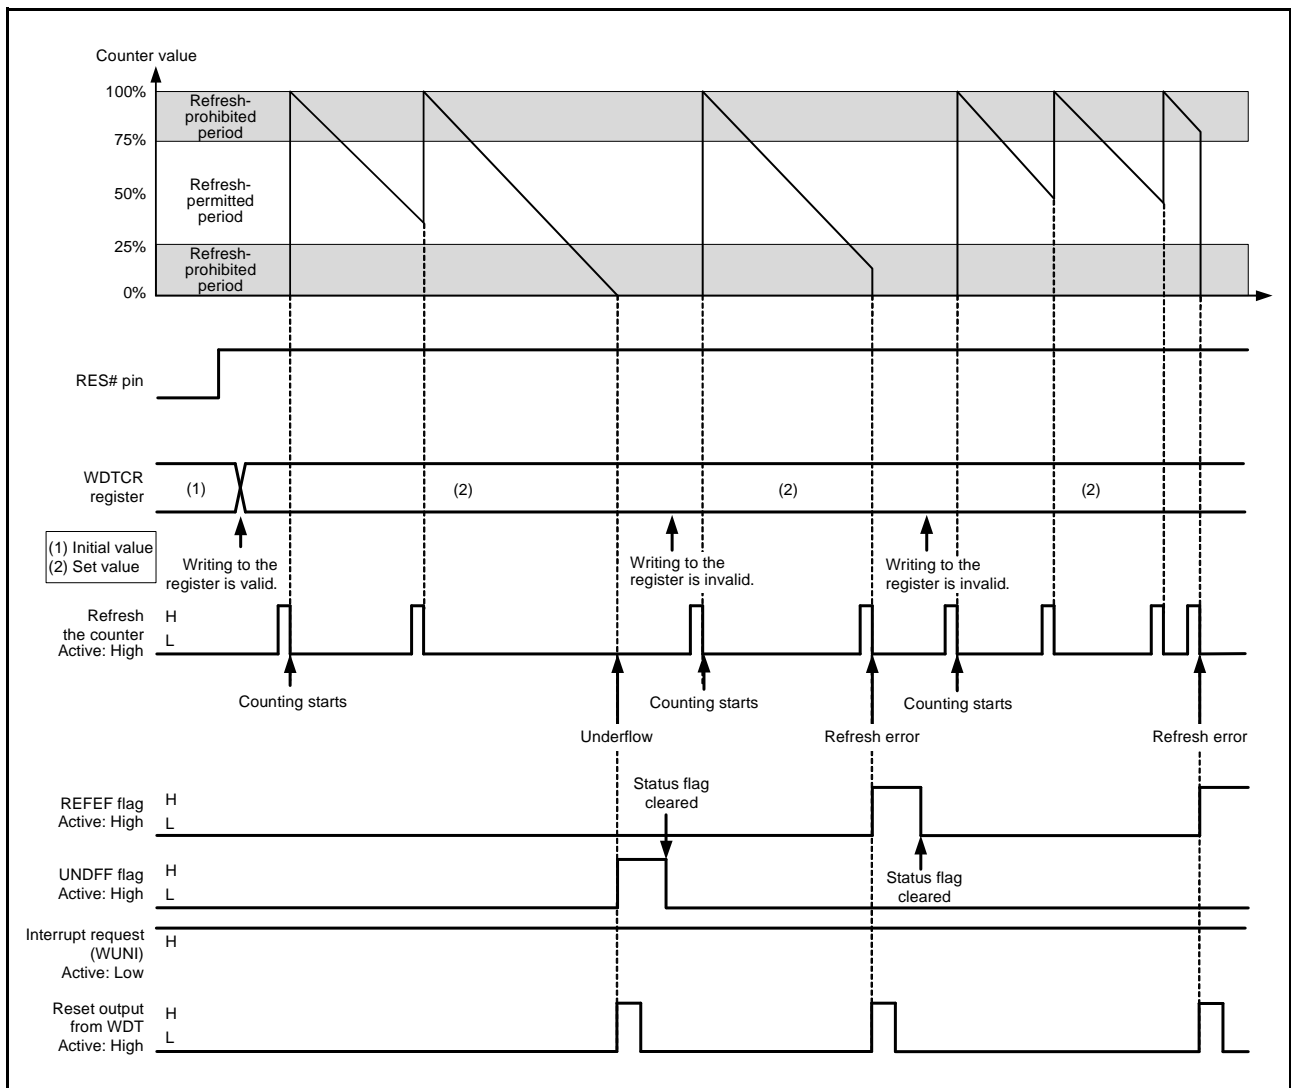 Counter value
100%
Refresh-
prohibited
period
75%
Refresh-
permitted
period
50%
25%
Refresh-
prohibited
period
0%
RES# pin
WDTCR
register
(1)
(2)
(2)
(2)
(1) Initial value
(2) Set value
Writing to the
register is valid.
Writing to the
register is invalid.
Writing to the
register is invalid.
Refresh
the counter
Active: High
H
L
Counting starts
Counting starts
Counting starts
Underflow
Refresh error
Refresh error
Status flag
cleared
REFEF flag
Active: High
H
L
UNDFF flag
Active: High
H
L
Status flag
cleared
Interrupt request
(WUNI)
Active: Low
H
Reset output
from WDT
Active: High
H
L